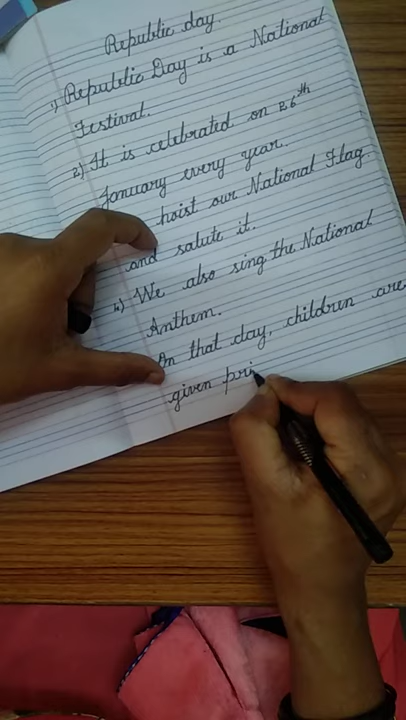 Republic day
1) Republic Day is a National
Festival.
2) It is celebrated on 26th
January every year.
hoist our National Flag
and salute it.
4) We also sing the National
Anthem.
On that day, children are
given pri